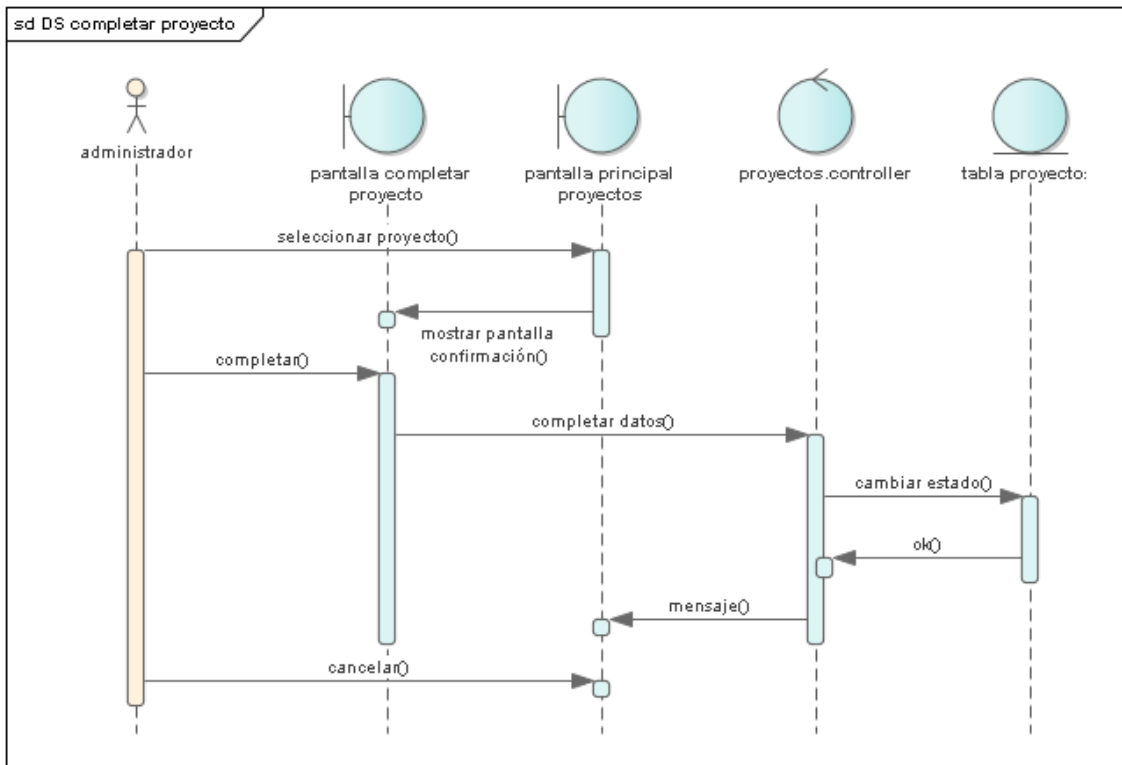 sd DS completar proyecto
administrador
pantalla completar
proyecto
pantalla principal
proyectos
proyectos.controller
tabla proyecto:
seleccionar proyecto()
mostrar pantalla
confirmación()
completar()
completar datos()
cambiar estado()
ok()
mensaje()
cancelar()